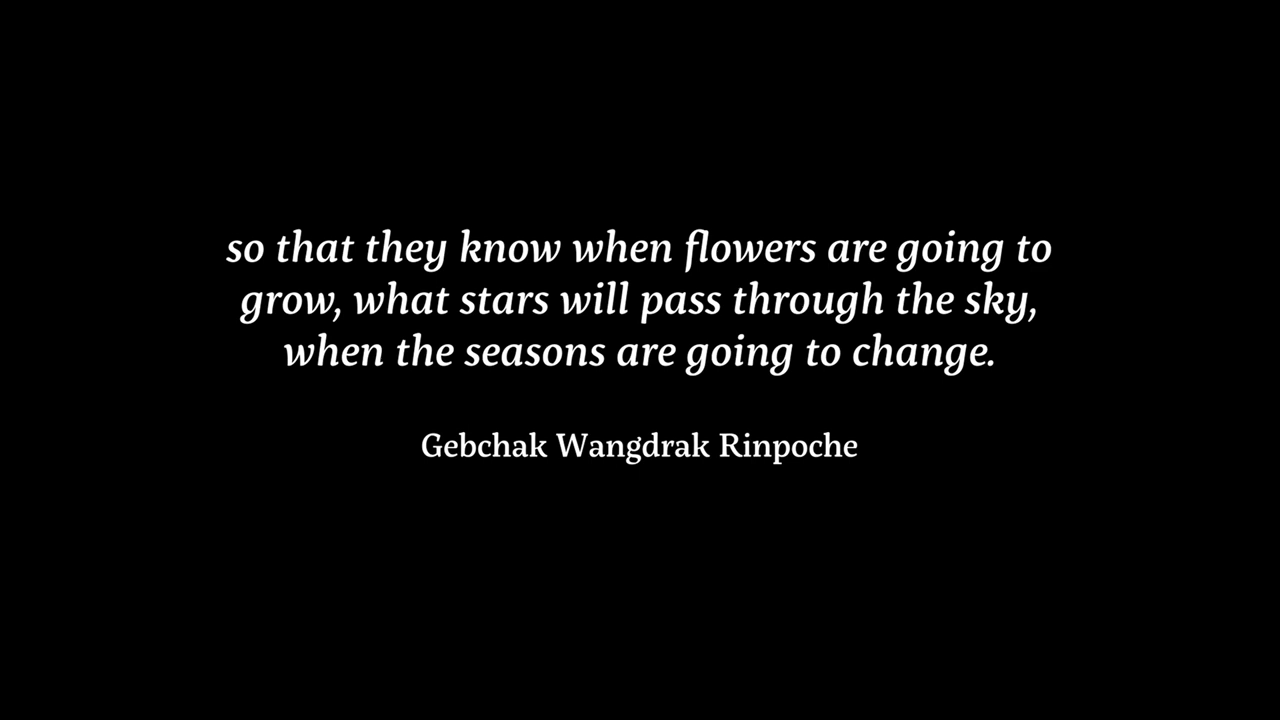 so that they know when flowers are going to
grow, what stars will pass through the sky,
when the seasons are going to change.
Gebchak Wangdrak Rinpoche